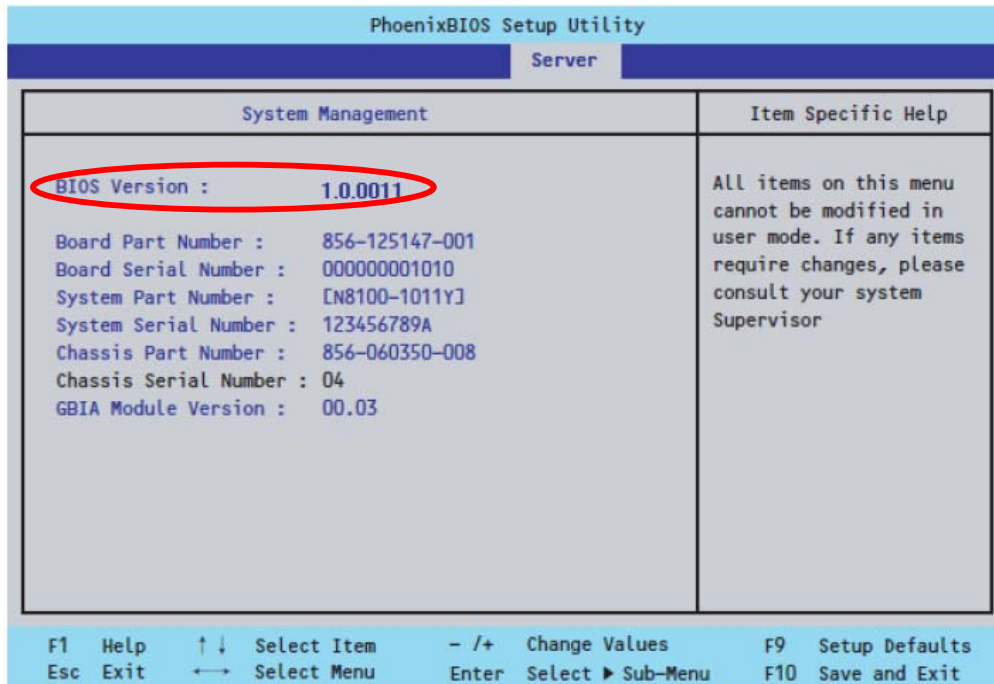 PhoenixBIOS Setup Utility
Server
System Management
Item Specific Help
BIOS Version : 1.0.0011
Board Part Number : 856-125147-001
Board Serial Number : 000000001010
System Part Number : [N8100-1011Y]
System Serial Number : 123456789A
Chassis Part Number : 856-060350-008
Chassis Serial Number : 04
GBIA Module Version : 00.03
All items on this menu
cannot be modified in
user mode. If any items
require changes, please
consult your system
Supervisor
F1 Help ↑↓ Select Item - /+ Change Values F9 Setup Defaults
Esc Exit ←→ Select Menu Enter Select ▶ Sub-Menu F10 Save and Exit